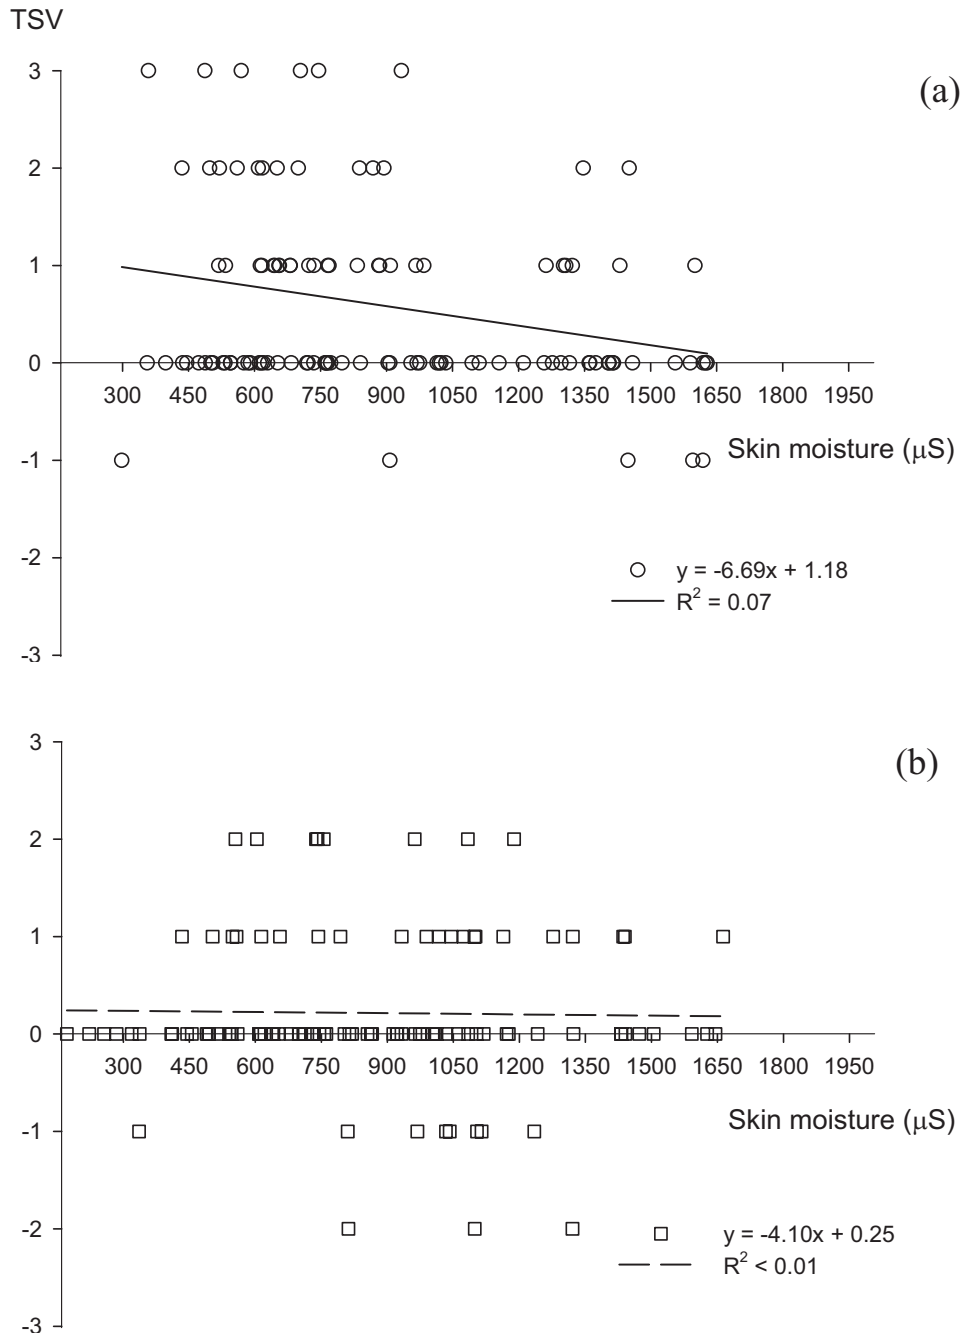 TSV
3
(a)
2
1
0
300 450 600 750 900 1050 1200 1350 1500 1650 1800 1950
Skin moisture (μS)
-1
-2
y = -6.69x + 1.18
R² = 0.07
-3
3
(b)
2
1
0
300 450 600 750 900 1050 1200 1350 1500 1650 1800 1950
Skin moisture (μS)
-1
-2
y = -4.10x + 0.25
R² < 0.01
-3